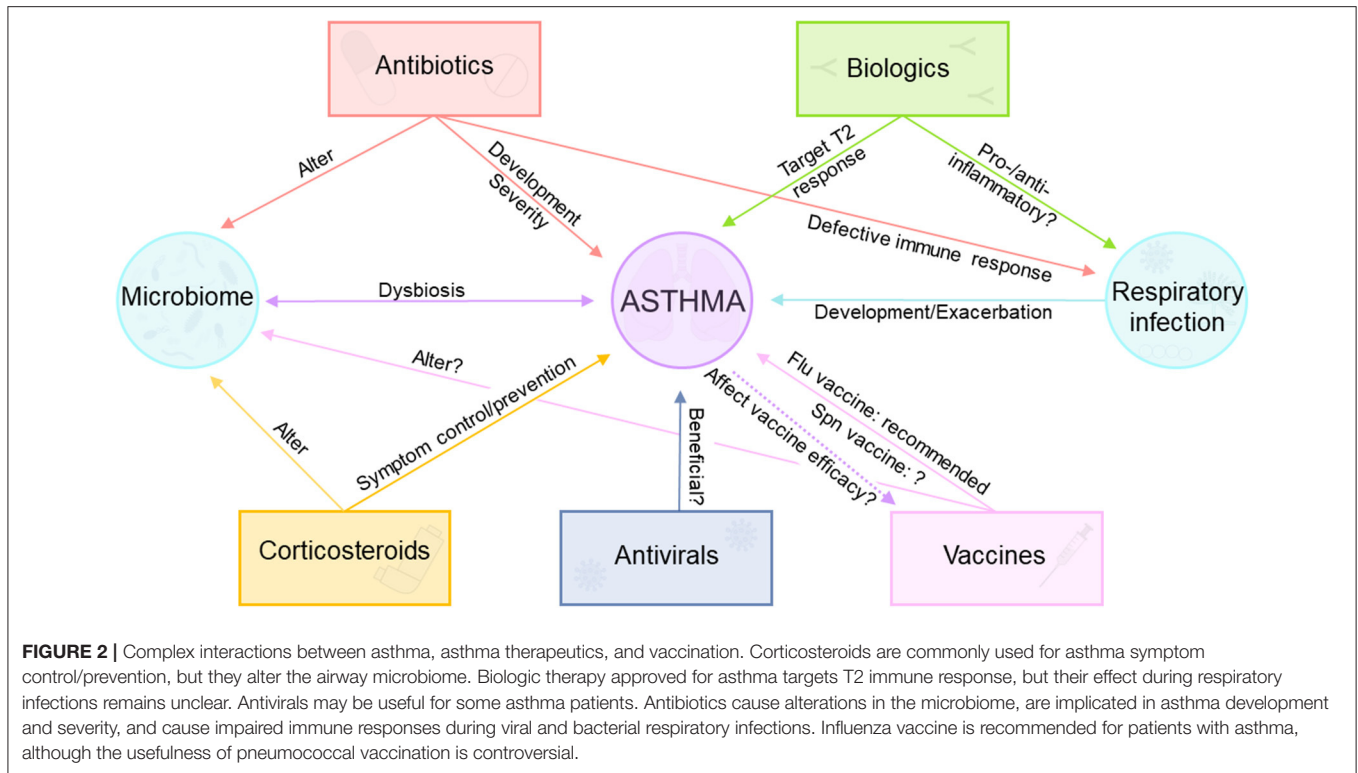 Antibiotics
Biologics
Alter
Development
Severity
Target T2
response
Pro-/anti-
inflammatory?
Defective immune response
Microbiome
Dysbiosis
ASTHMA
Development/Exacerbation
Respiratory
infection
Alter?
Alter
Symptom control/prevention
Beneficial?
Affect vaccine efficacy?
Flu vaccine: recommended
Spn vaccine: ?
Corticosteroids
Antivirals
Vaccines
FIGURE 2 | Complex interactions between asthma, asthma therapeutics, and vaccination. Corticosteroids are commonly used for asthma symptom
control/prevention, but they alter the airway microbiome. Biologic therapy approved for asthma targets T2 immune response, but their effect during respiratory
infections remains unclear. Antivirals may be useful for some asthma patients. Antibiotics cause alterations in the microbiome, are implicated in asthma development
and severity, and cause impaired immune responses during viral and bacterial respiratory infections. Influenza vaccine is recommended for patients with asthma,
although the usefulness of pneumococcal vaccination is controversial.